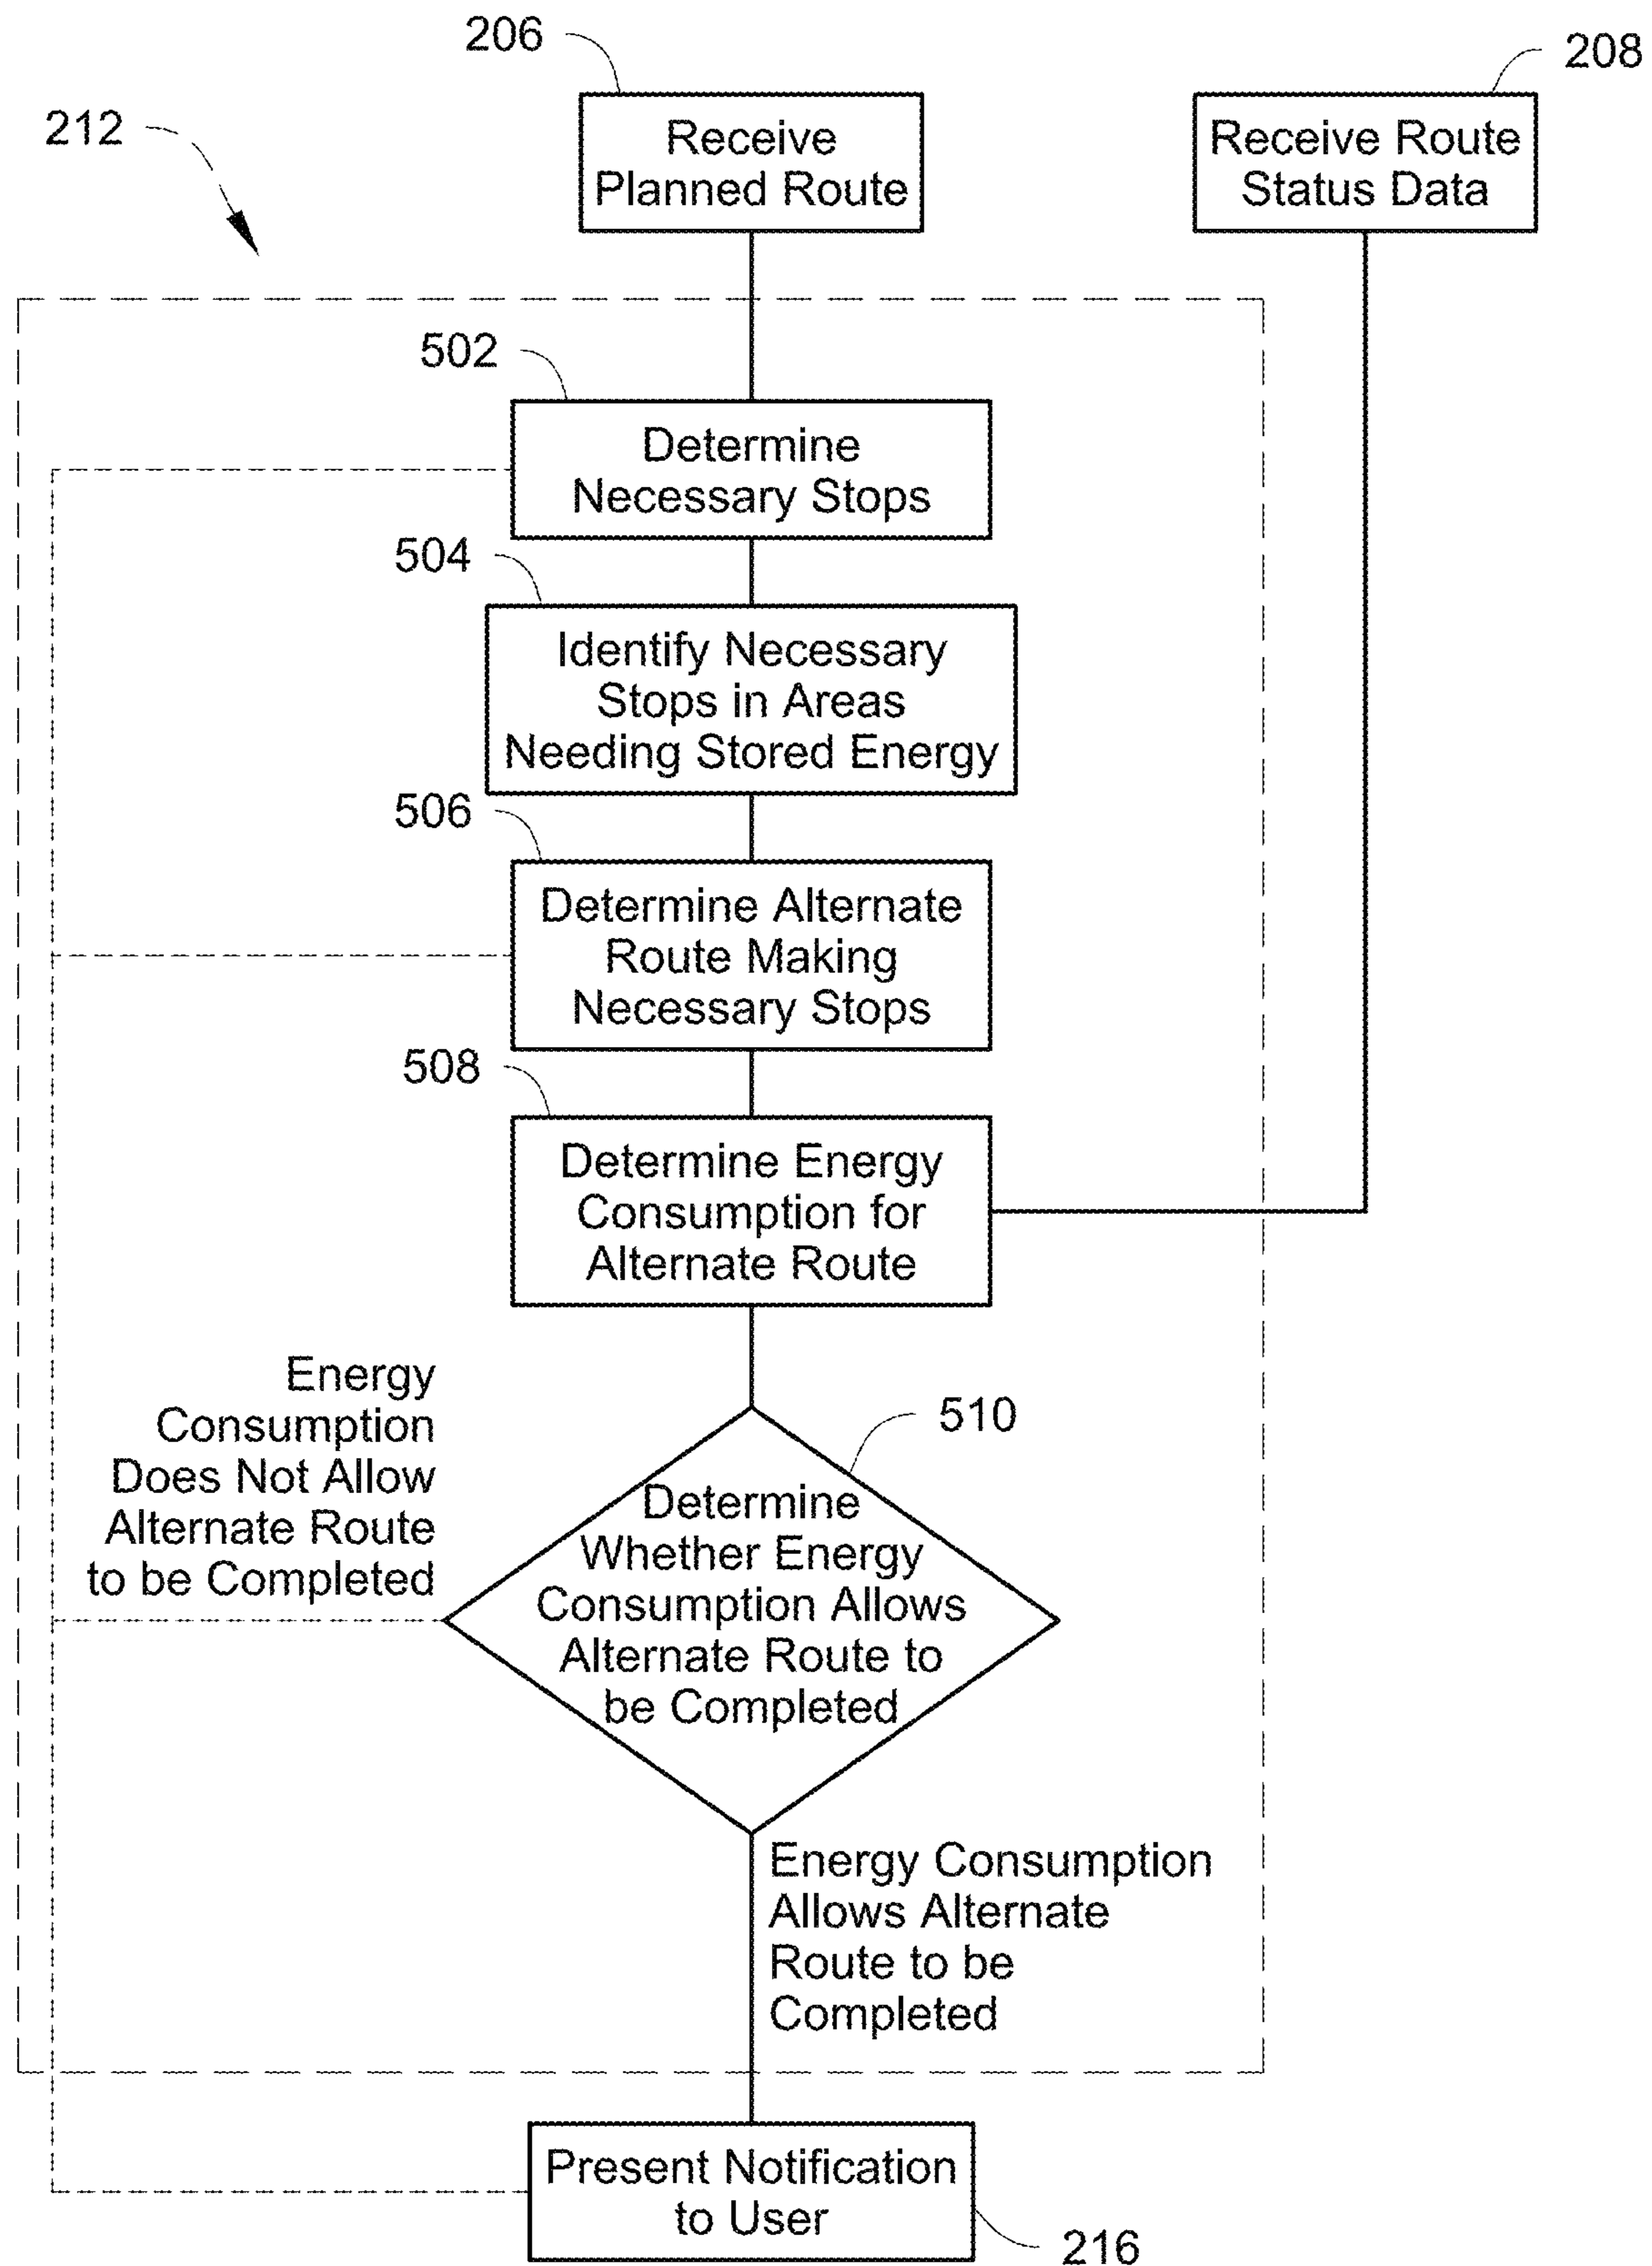 206
208
212
Receive
Planned Route
Receive Route
Status Data
502
Determine
Necessary Stops
504
Identify Necessary
Stops in Areas
Needing Stored Energy
506
Determine Alternate
Route Making
Necessary Stops
508
Determine Energy
Consumption for
Alternate Route
Energy
Consumption
Does Not Allow
Alternate Route
to be Completed
510
Determine
Whether Energy
Consumption Allows
Alternate Route to
be Completed
Energy Consumption
Allows Alternate
Route to be
Completed
Present Notification
to User
216